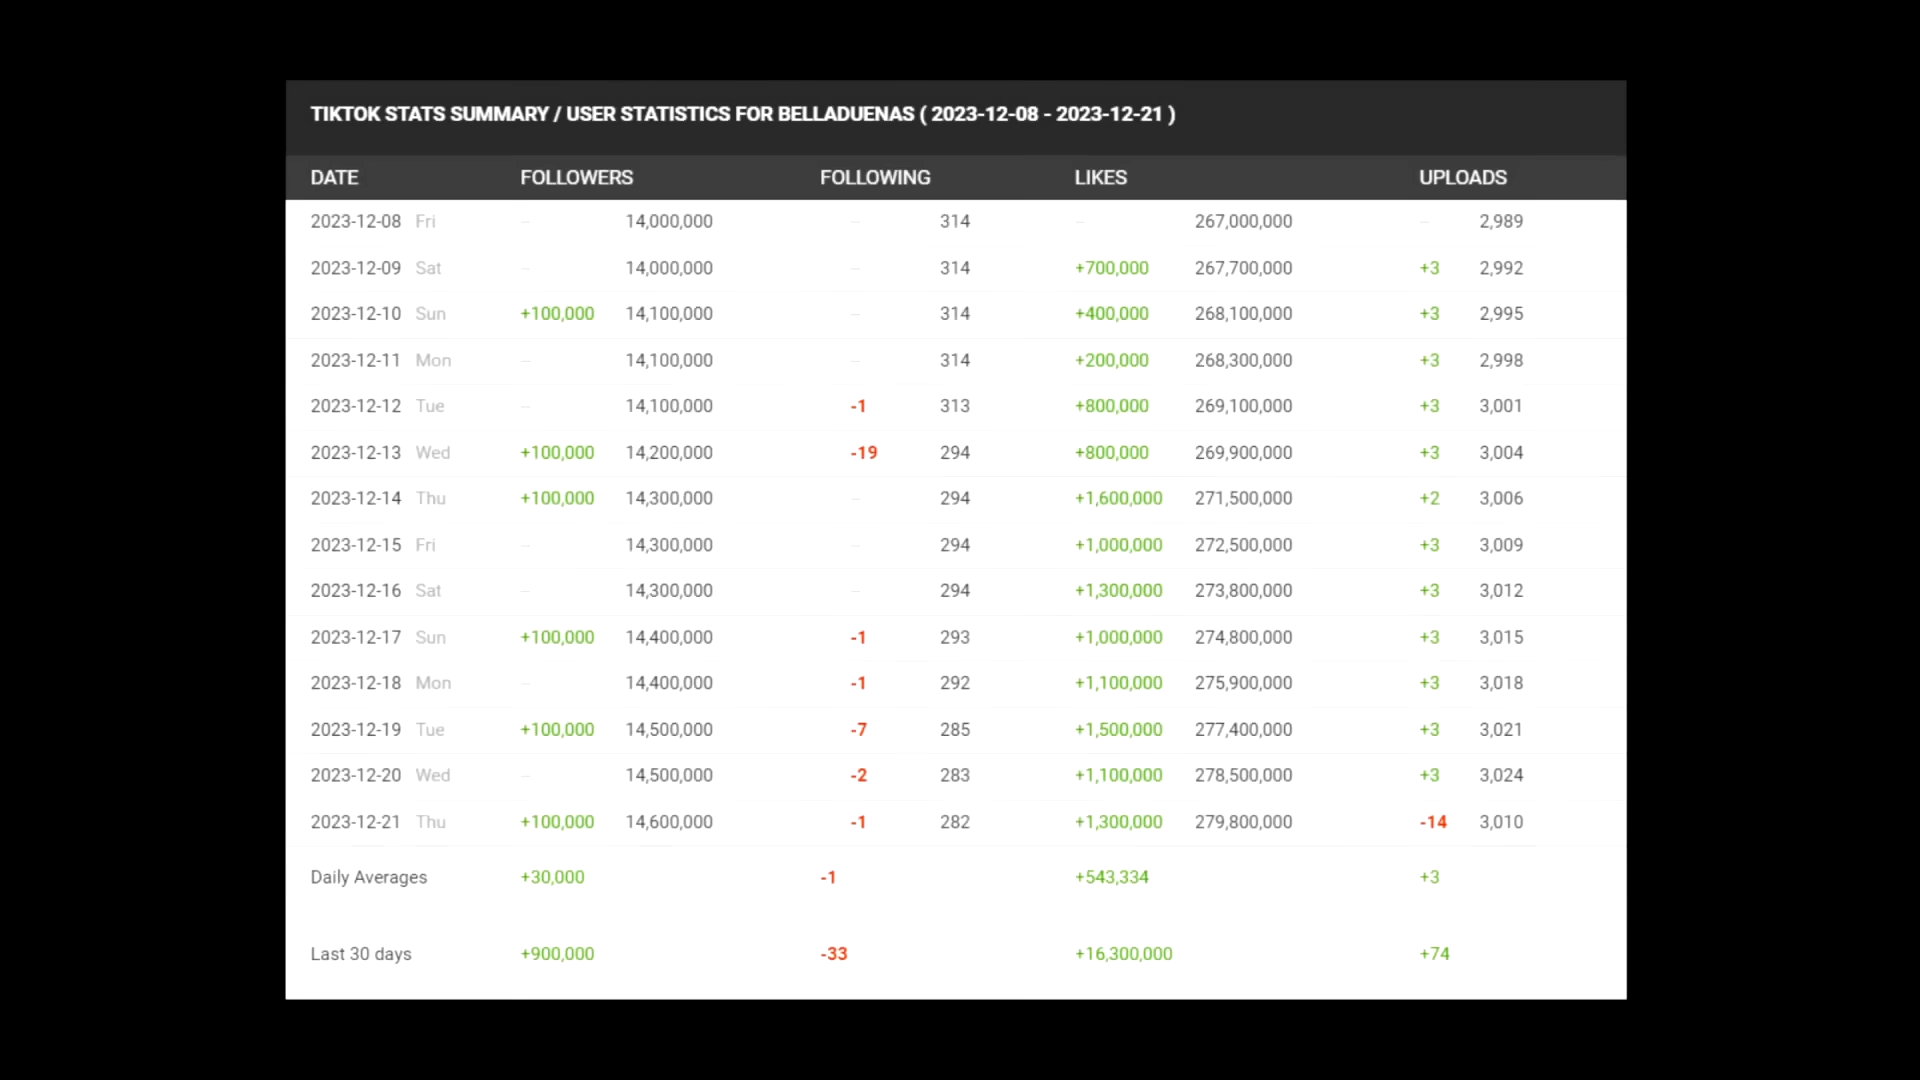 TIKTOK STATS SUMMARY / USER STATISTICS FOR BELLADUENAS ( 2023-12-08 - 2023-12-21 )
DATE FOLLOWERS FOLLOWING LIKES UPLOADS
2023-12-08 Fri -- 14,000,000 -- 314 -- 267,000,000 -- 2,989
2023-12-09 Sat -- 14,000,000 -- 314 +700,000 267,700,000 +3 2,992
2023-12-10 Sun +100,000 14,100,000 -- 314 +400,000 268,100,000 +3 2,995
2023-12-11 Mon -- 14,100,000 -- 314 +200,000 268,300,000 +3 2,998
2023-12-12 Tue -- 14,100,000 -1 313 +800,000 269,100,000 +3 3,001
2023-12-13 Wed +100,000 14,200,000 -19 294 +800,000 269,900,000 +3 3,004
2023-12-14 Thu +100,000 14,300,000 -- 294 +1,600,000 271,500,000 +2 3,006
2023-12-15 Fri -- 14,300,000 -- 294 +1,000,000 272,500,000 +3 3,009
2023-12-16 Sat -- 14,300,000 -- 294 +1,300,000 273,800,000 +3 3,012
2023-12-17 Sun +100,000 14,400,000 -1 293 +1,000,000 274,800,000 +3 3,015
2023-12-18 Mon -- 14,400,000 -1 292 +1,100,000 275,900,000 +3 3,018
2023-12-19 Tue +100,000 14,500,000 -7 285 +1,500,000 277,400,000 +3 3,021
2023-12-20 Wed -- 14,500,000 -2 283 +1,100,000 278,500,000 +3 3,024
2023-12-21 Thu +100,000 14,600,000 -1 282 +1,300,000 279,800,000 -14 3,010
Daily Averages +30,000 -1 +543,334 +3
Last 30 days +900,000 -33 +16,300,000 +74